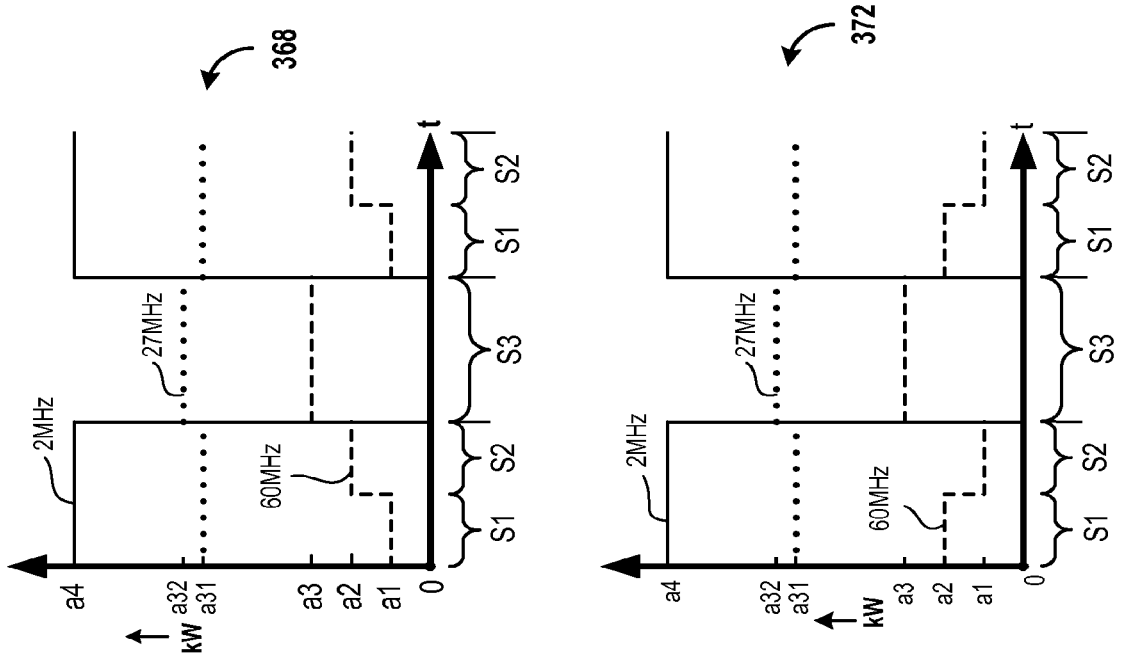 368
2MHz
27MHz
60MHz
a4
a32
a31
a3
a2
a1
0
kW
t
S1
S2
S3
S1
S2
372
2MHz
27MHz
60MHz
a4
a32
a31
a3
a2
a1
0
kW
t
S1
S2
S3
S1
S2